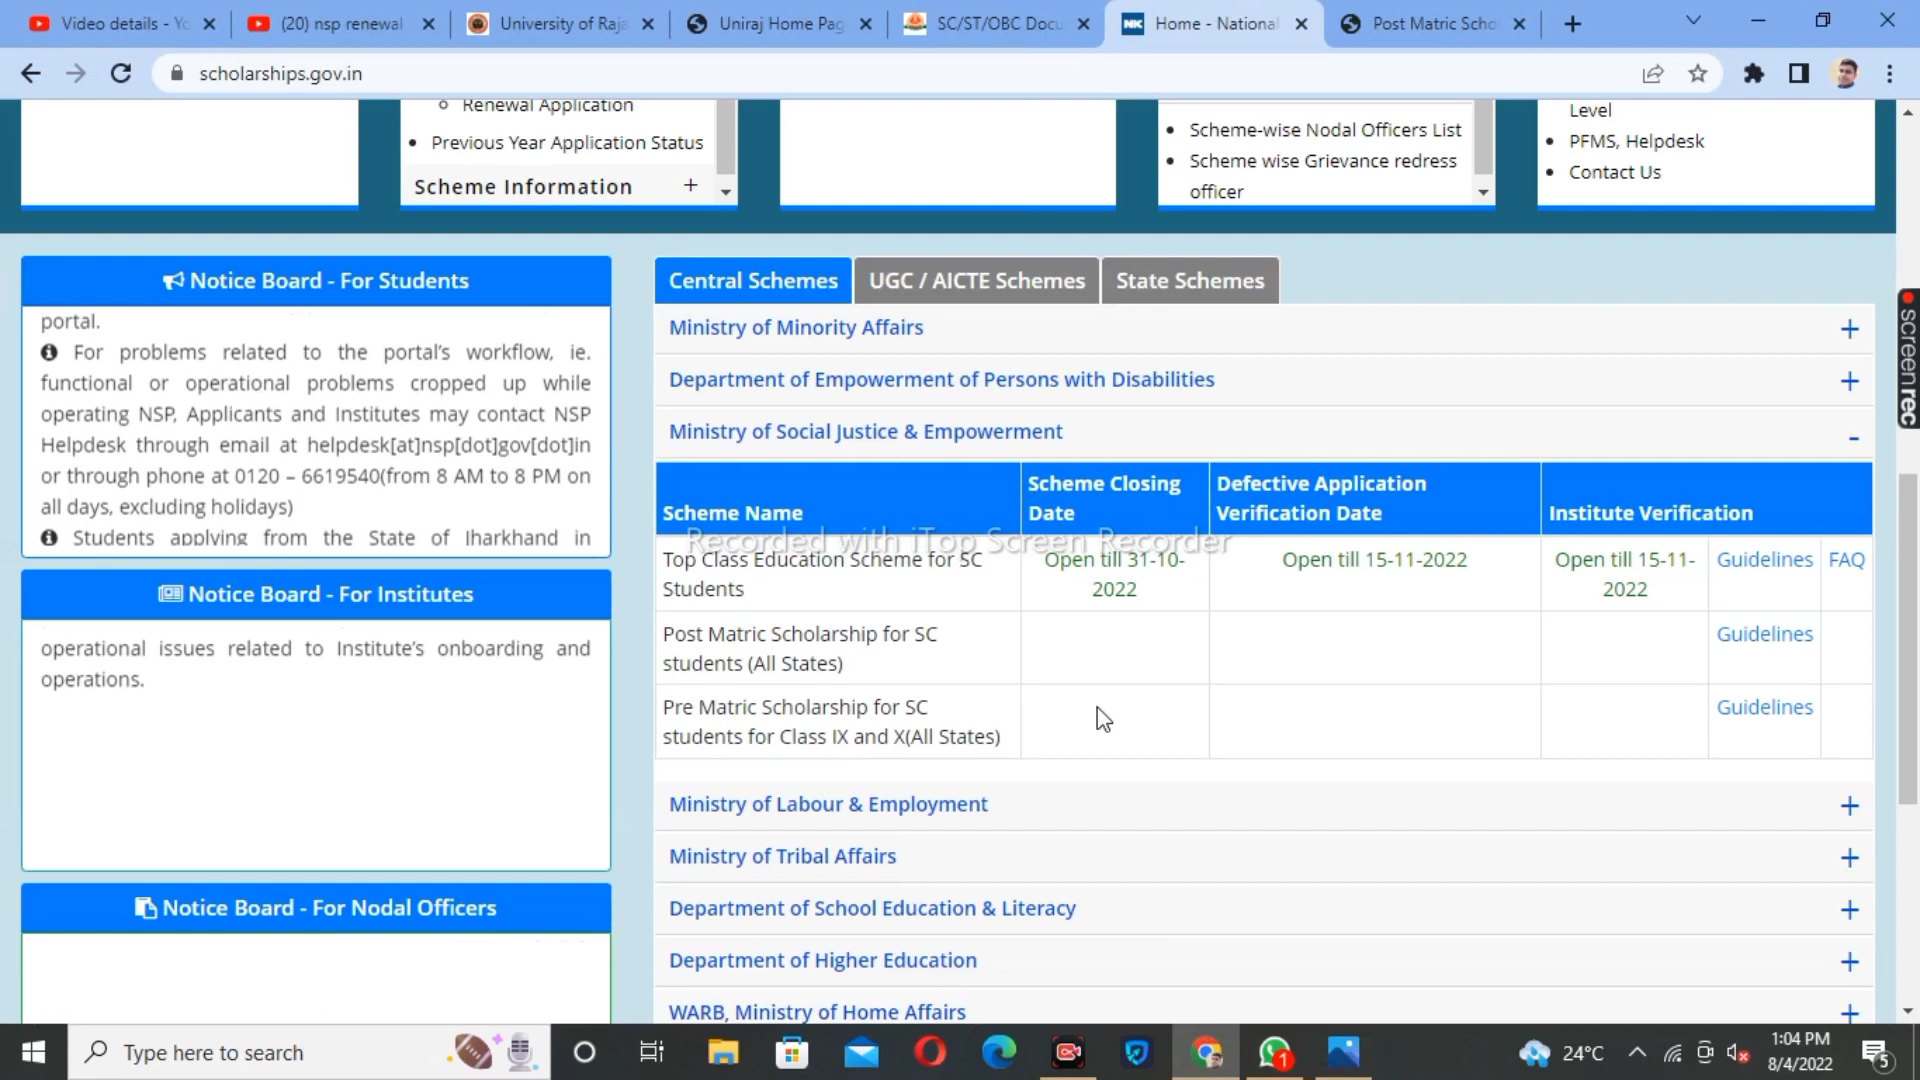 Video details - Yo
(20) nsp renewal
University of Raja
Uniraj Home Pag
SC/ST/OBC Docu
Home - National
Post Matric Scho
scholarships.gov.in
Renewal Application
Previous Year Application Status
Scheme Information
Scheme-wise Nodal Officers List
Scheme wise Grievance redress
officer
Level
PFMS, Helpdesk
Contact Us
Notice Board - For Students
portal.
For problems related to the portal's workflow, ie.
functional or operational problems cropped up while
operating NSP, Applicants and Institutes may contact NSP
Helpdesk through email at helpdesk[at]nsp[dot]gov[dot]in
or through phone at 0120 – 6619540(from 8 AM to 8 PM on
all days, excluding holidays)
Students applying from the State of Jharkhand in
Notice Board - For Institutes
operational issues related to Institute's onboarding and
operations.
Notice Board - For Nodal Officers
Central Schemes
UGC / AICTE Schemes
State Schemes
Ministry of Minority Affairs
Department of Empowerment of Persons with Disabilities
Ministry of Social Justice & Empowerment
Scheme Name
Scheme Closing
Date
Defective Application
Verification Date
Institute Verification
Recorded with iTop Screen Recorder
Top Class Education Scheme for SC
Students
Open till 31-10-
2022
Open till 15-11-2022
Open till 15-11-
2022
Guidelines
FAQ
Post Matric Scholarship for SC
students (All States)
Guidelines
Pre Matric Scholarship for SC
students for Class IX and X(All States)
Guidelines
Ministry of Labour & Employment
Ministry of Tribal Affairs
Department of School Education & Literacy
Department of Higher Education
WARB, Ministry of Home Affairs
screenrec
Type here to search
1
24°C
1:04 PM
8/4/2022
5